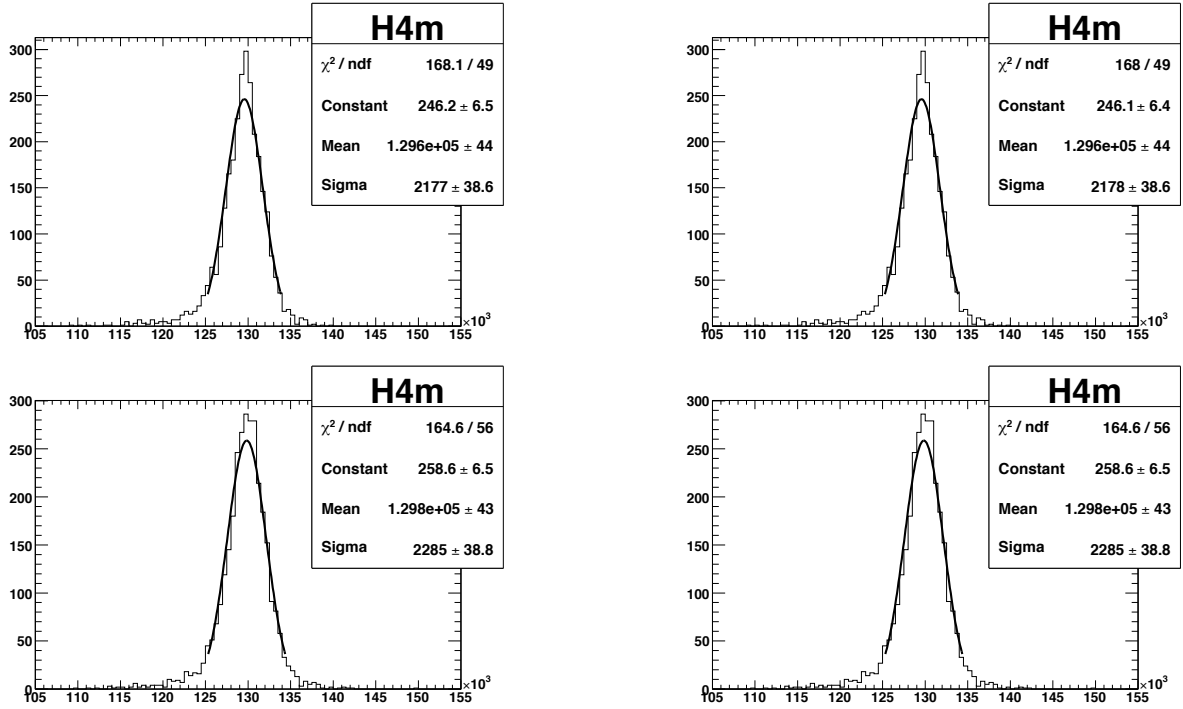 H4m
χ² / ndf 168.1 / 49
Constant 246.2 ± 6.5
Mean 1.296e+05 ± 44
Sigma 2177 ± 38.6
300
250
200
150
100
50
0
105 110 115 120 125 130 135 140 145 150 155
×10³
H4m
χ² / ndf 168 / 49
Constant 246.1 ± 6.4
Mean 1.296e+05 ± 44
Sigma 2178 ± 38.6
300
250
200
150
100
50
0
105 110 115 120 125 130 135 140 145 150 155
×10³
H4m
χ² / ndf 164.6 / 56
Constant 258.6 ± 6.5
Mean 1.298e+05 ± 43
Sigma 2285 ± 38.8
300
250
200
150
100
50
0
105 110 115 120 125 130 135 140 145 150 155
×10³
H4m
χ² / ndf 164.6 / 56
Constant 258.6 ± 6.5
Mean 1.298e+05 ± 43
Sigma 2285 ± 38.8
300
250
200
150
100
50
0
105 110 115 120 125 130 135 140 145 150 155
×10³